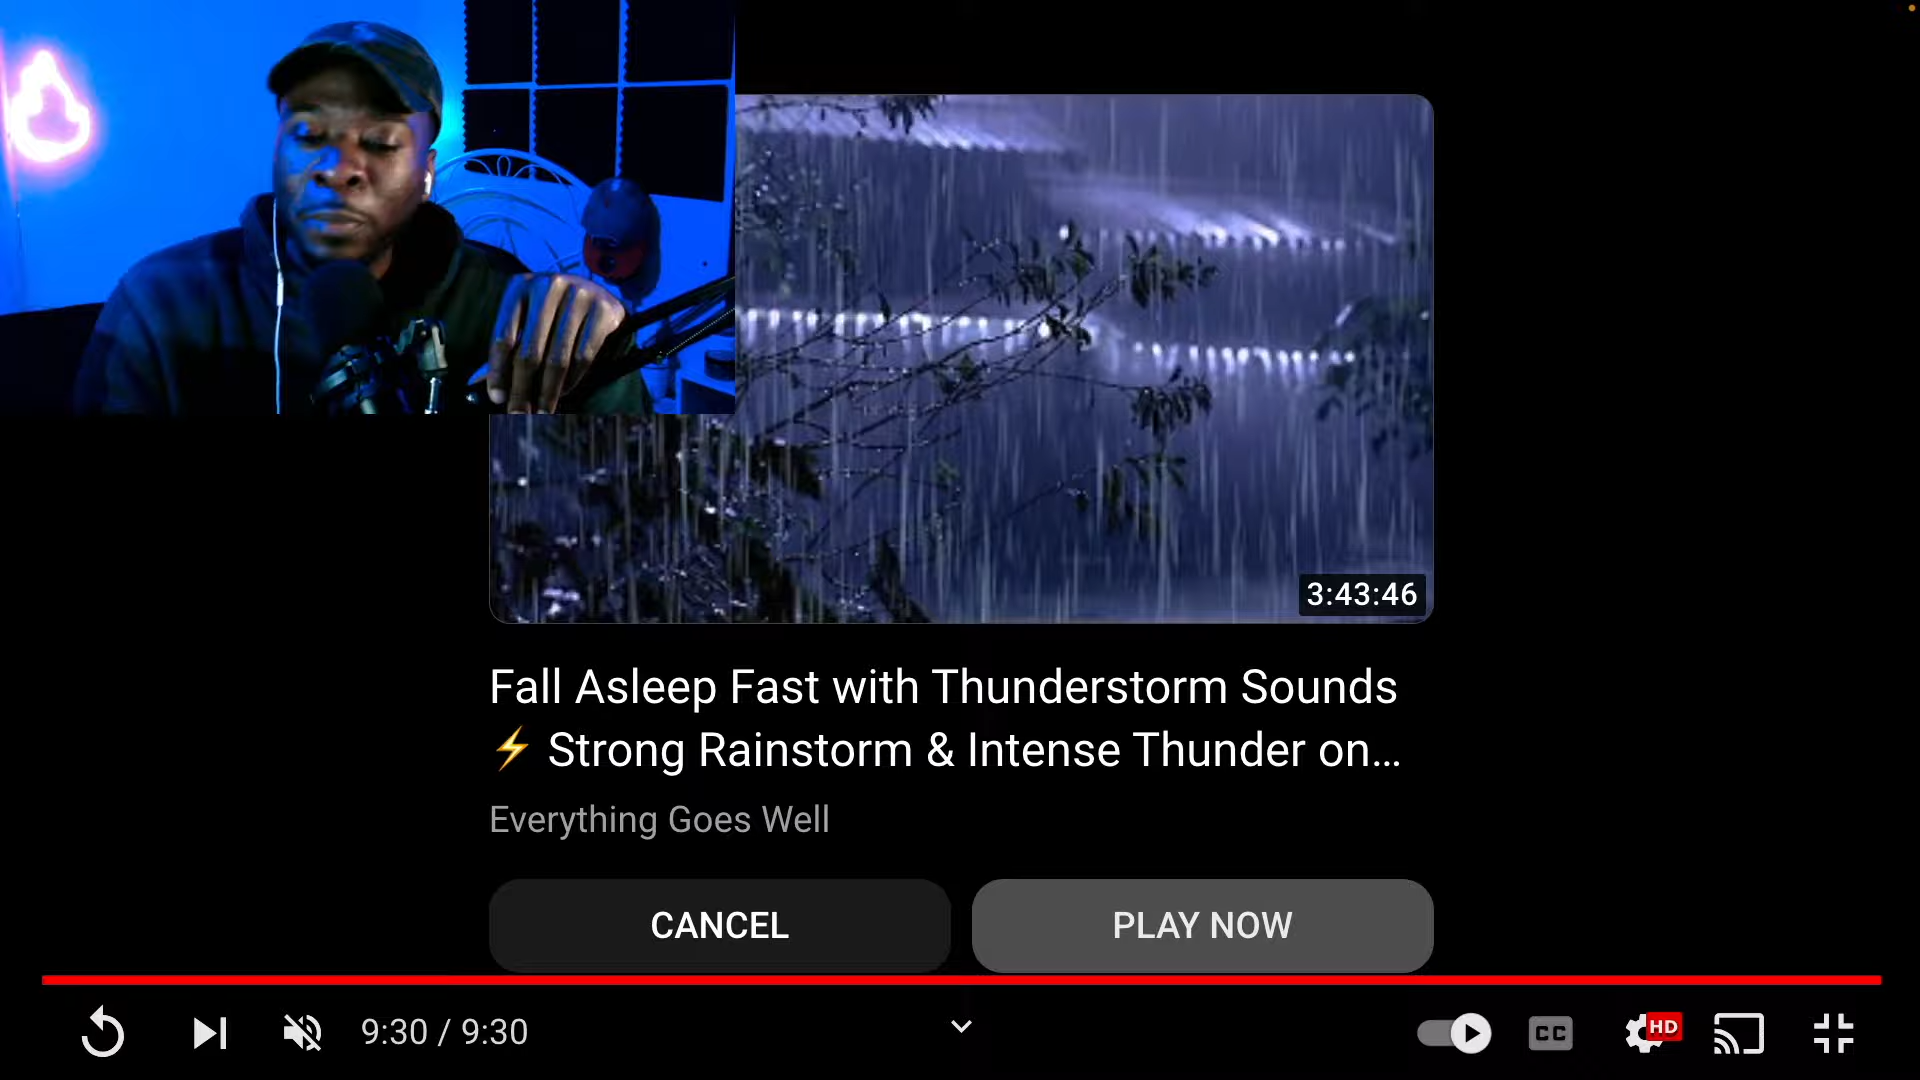 3:43:46
Fall Asleep Fast with Thunderstorm Sounds
⚡ Strong Rainstorm & Intense Thunder on...
Everything Goes Well
CANCEL
PLAY NOW
9:30 / 9:30
CC
HD